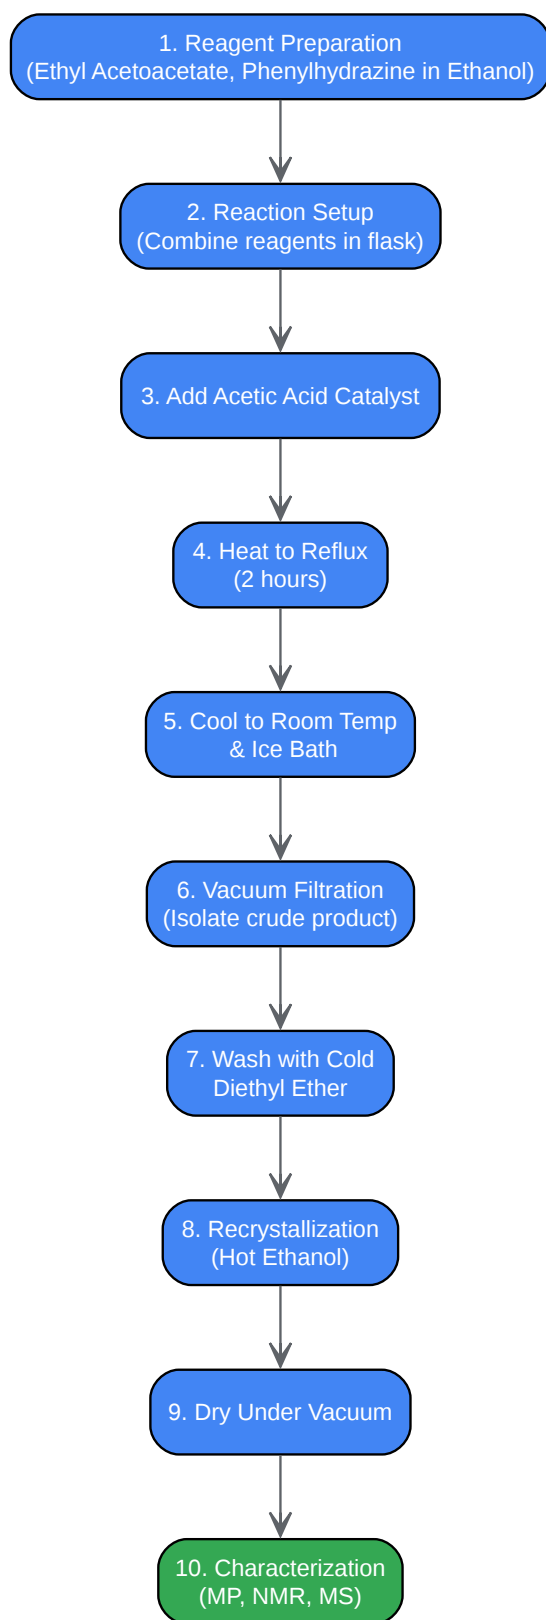 1. Reagent Preparation
(Ethyl Acetoacetate, Phenylhydrazine in Ethanol)
2. Reaction Setup
(Combine reagents in flask)
3. Add Acetic Acid Catalyst
4. Heat to Reflux
(2 hours)
5. Cool to Room Temp
& Ice Bath
6. Vacuum Filtration
(Isolate crude product)
7. Wash with Cold
Diethyl Ether
8. Recrystallization
(Hot Ethanol)
9. Dry Under Vacuum
10. Characterization
(MP, NMR, MS)